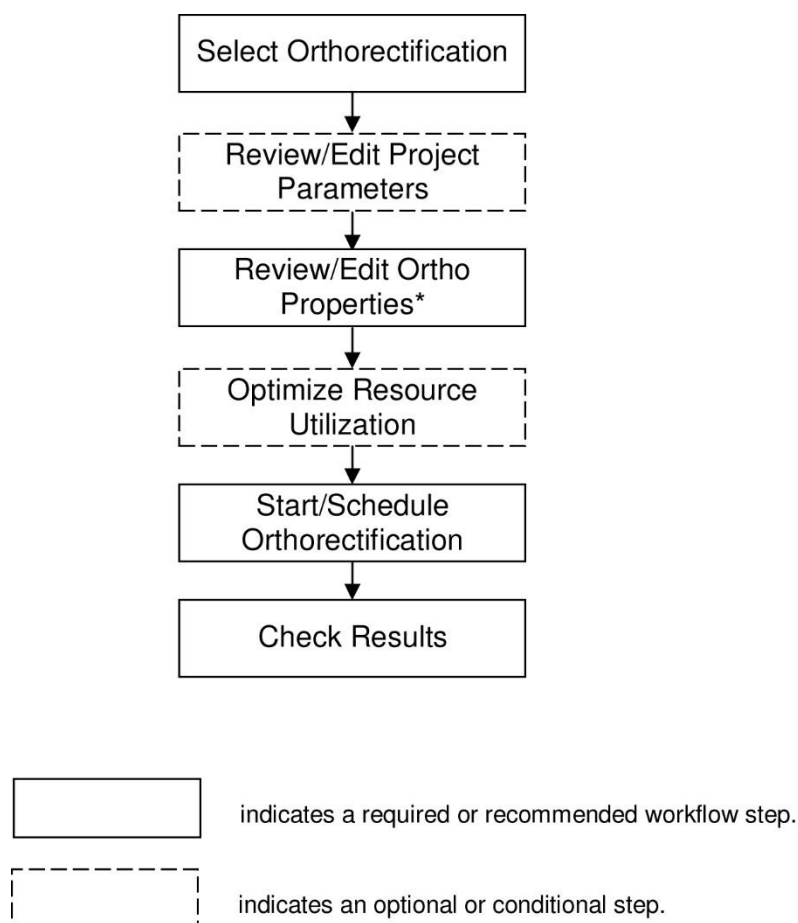 Select Orthorectification
Review/Edit Project
Parameters
Review/Edit Ortho
Properties*
Optimize Resource
Utilization
Start/Schedule
Orthorectification
Check Results
indicates a required or recommended workflow step.
indicates an optional or conditional step.